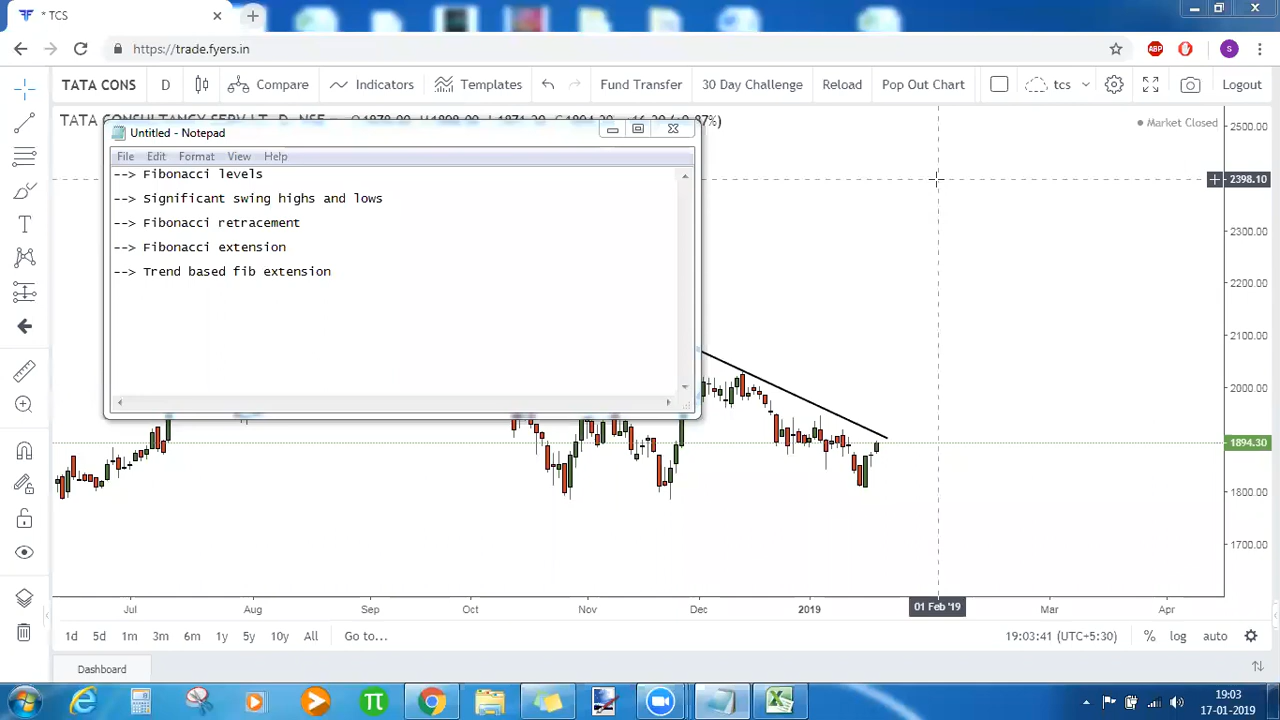 * TCS
https://trade.fyers.in
ABP
S
TATA CONS D Compare Indicators Templates Fund Transfer 30 Day Challenge Reload Pop Out Chart tcs Logout
Market Closed
Untitled - Notepad
File Edit Format View Help
--> Fibonacci levels
--> Significant swing highs and lows
--> Fibonacci retracement
--> Fibonacci extension
--> Trend based fib extension
2500.00
2398.10
2300.00
2200.00
2100.00
2000.00
1894.30
1800.00
1700.00
Jul Aug Sep Oct Nov Dec 2019 01 Feb '19 Mar Apr
1d 5d 1m 3m 6m 1y 5y 10y All Go to... 19:03:41 (UTC+5:30) % log auto
Dashboard
19:03
17-01-2019